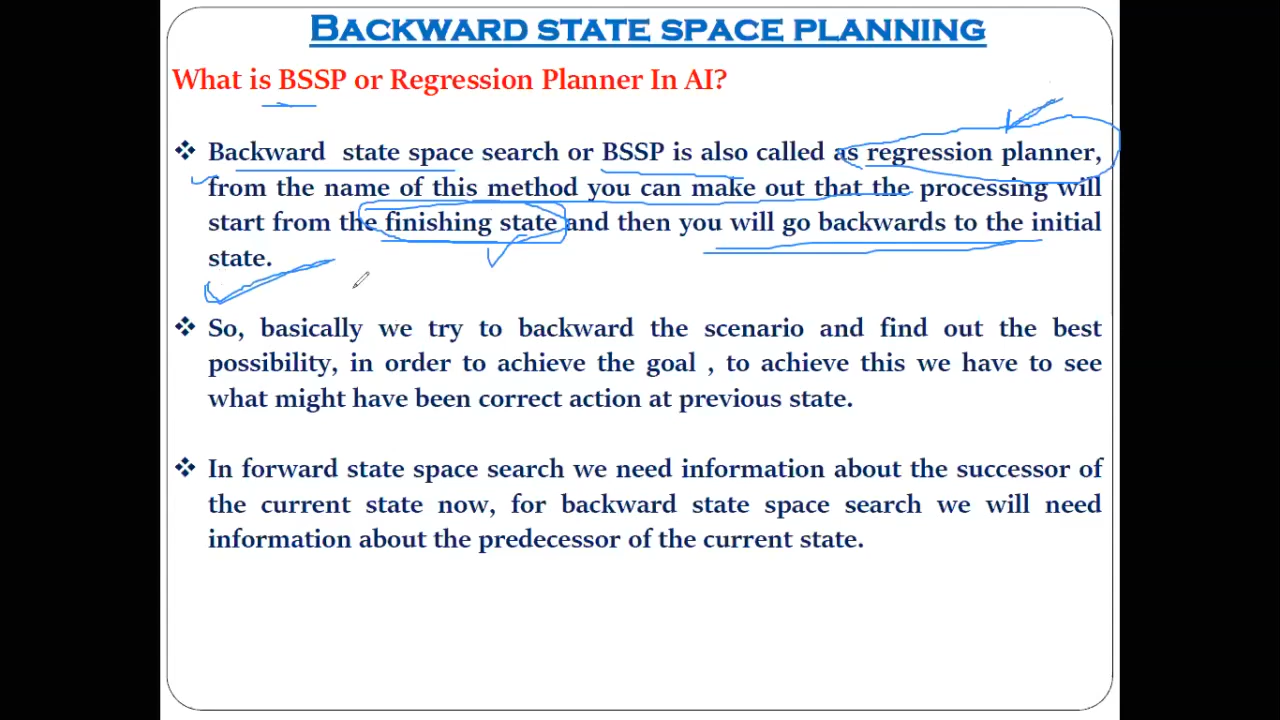 BACKWARD STATE SPACE PLANNING
What is BSSP or Regression Planner In AI?
❖ Backward state space search or BSSP is also called as regression planner,
from the name of this method you can make out that the processing will
start from the finishing state and then you will go backwards to the initial
state.
❖ So, basically we try to backward the scenario and find out the best
possibility, in order to achieve the goal , to achieve this we have to see
what might have been correct action at previous state.
❖ In forward state space search we need information about the successor of
the current state now, for backward state space search we will need
information about the predecessor of the current state.